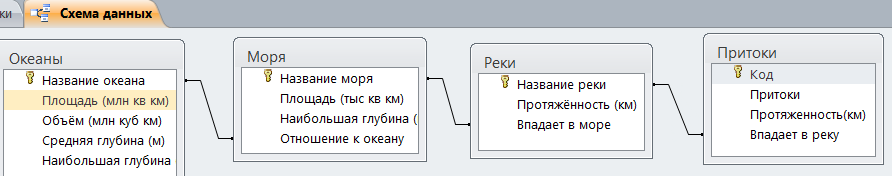 ки
Схема данных
Океаны
Название океана
Площадь (млн кв км)
Объём (млн куб км)
Средняя глубина (м)
Наибольшая глубина
Моря
Название моря
Площадь (тыс кв км)
Наибольшая глубина (
Отношение к океану
Реки
Название реки
Протяжённость (км)
Впадает в море
Притоки
Код
Притоки
Протяженность(км)
Впадает в реку